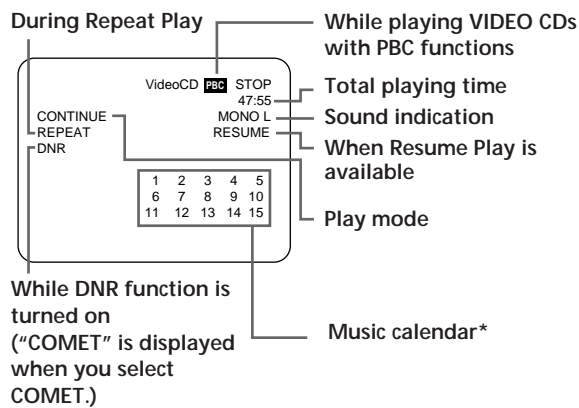 During Repeat Play
While playing VIDEO CDs
with PBC functions
VideoCD PBC STOP
47:55
CONTINUE MONO L
REPEAT RESUME
DNR
1 2 3 4 5
6 7 8 9 10
11 12 13 14 15
Total playing time
Sound indication
When Resume Play is
available
Play mode
While DNR function is
turned on
(“COMET” is displayed
when you select
COMET.)
Music calendar*